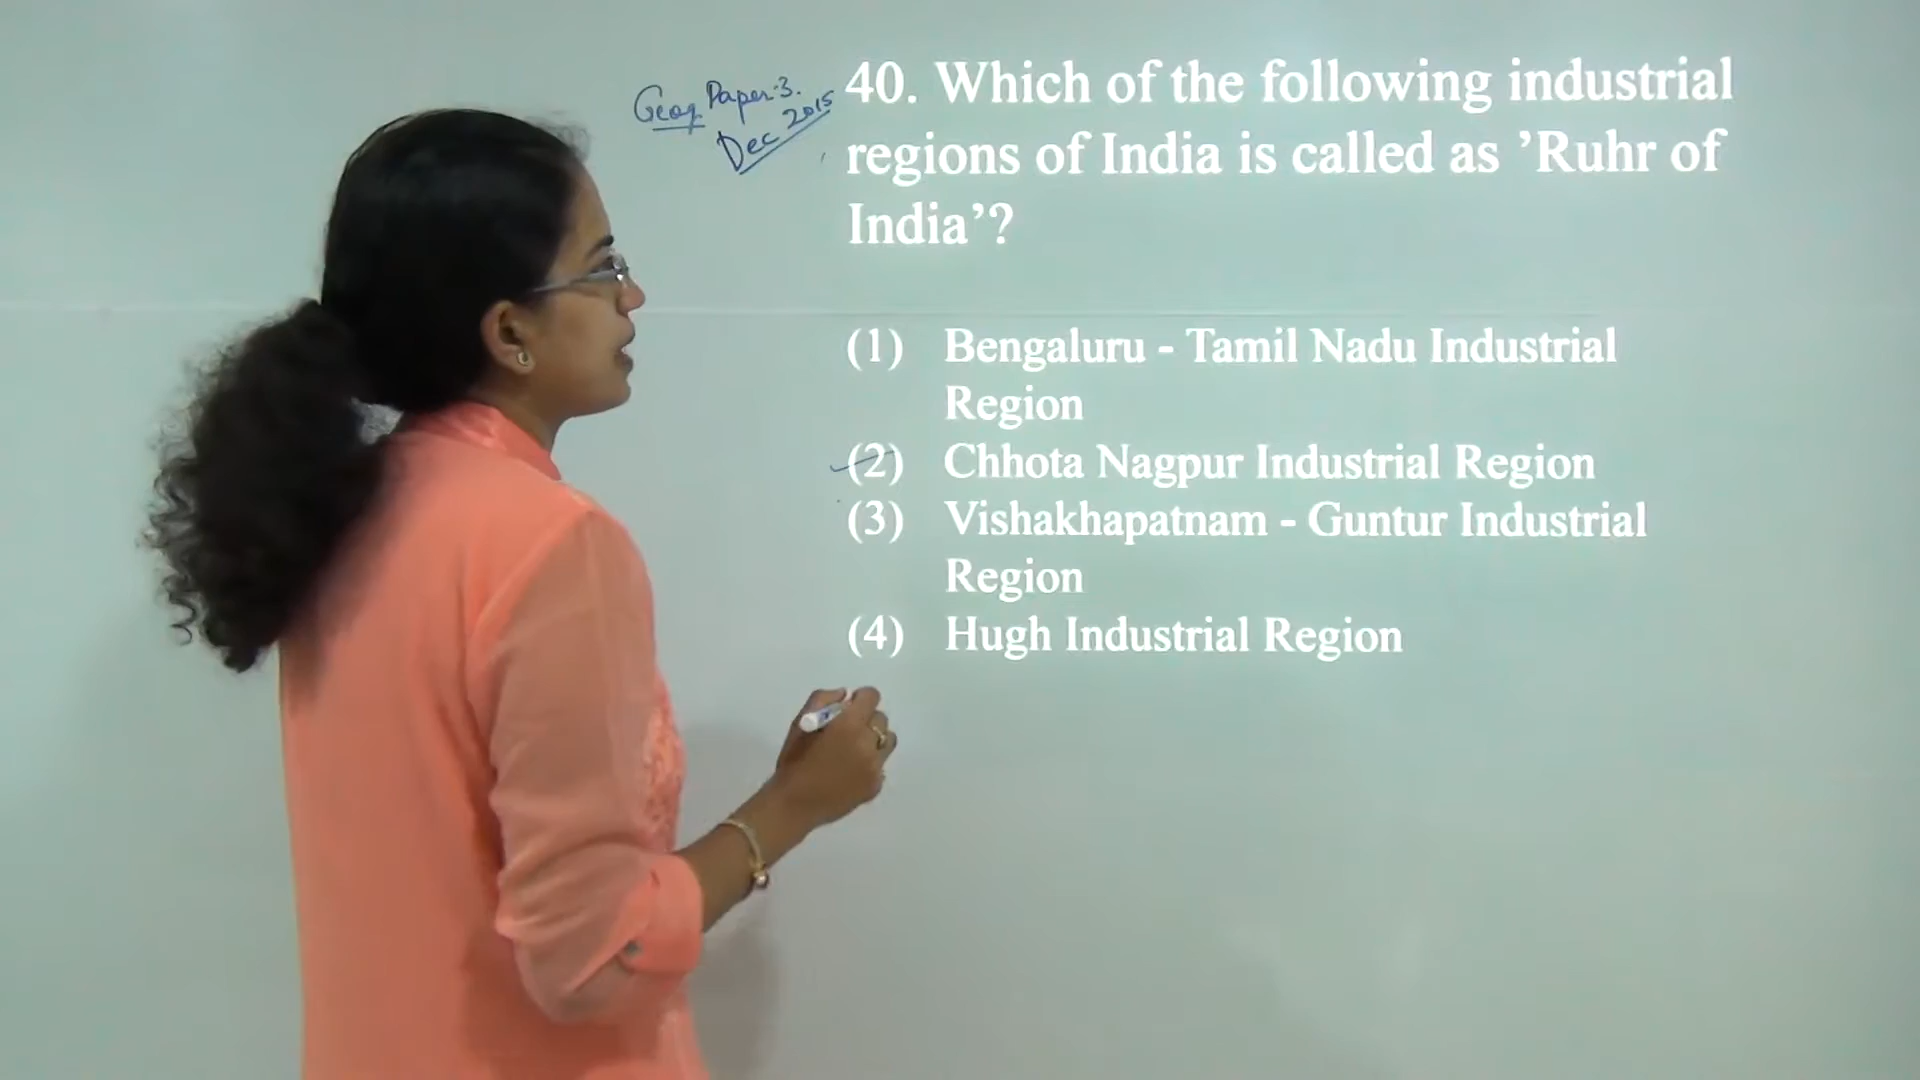 Geog Paper-3.
Dec 2015
40. Which of the following industrial
regions of India is called as ’Ruhr of
India’?
(1) Bengaluru - Tamil Nadu Industrial
Region
(2) Chhota Nagpur Industrial Region
(3) Vishakhapatnam - Guntur Industrial
Region
(4) Hugh Industrial Region